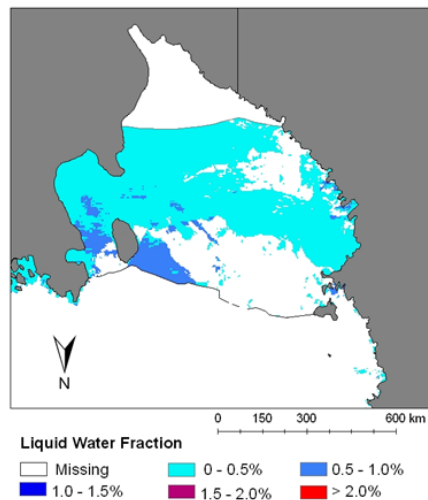 N
0 150 300 600 km
Liquid Water Fraction
Missing 0 - 0.5% 0.5 - 1.0%
1.0 - 1.5% 1.5 - 2.0% > 2.0%